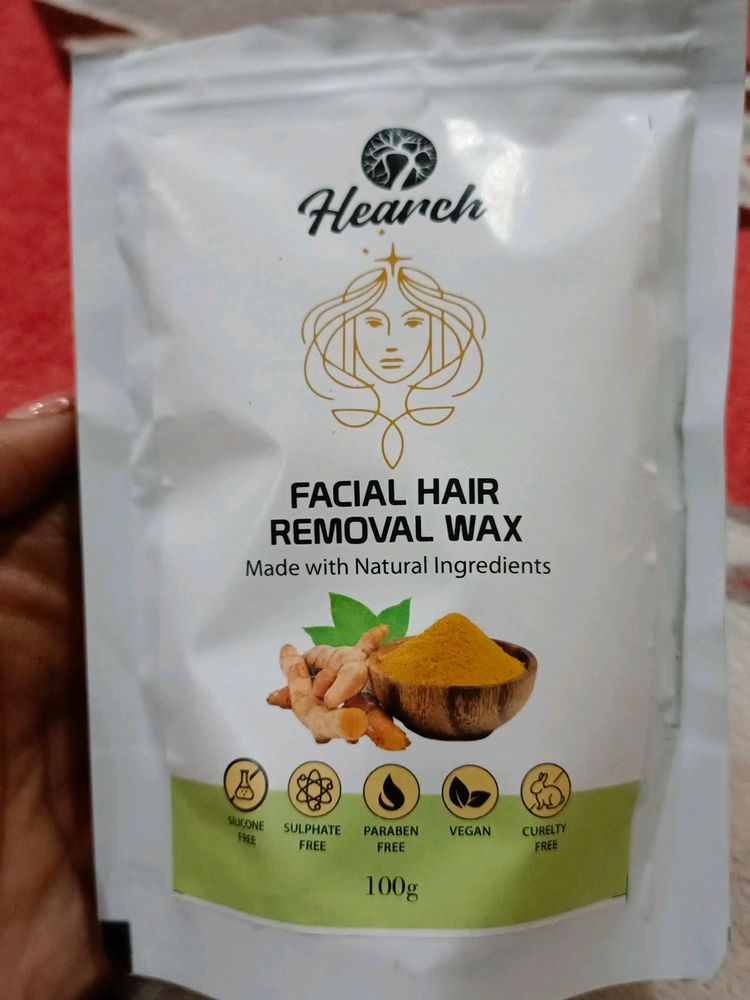 Hearch
FACIAL HAIR
REMOVAL WAX
Made with Natural Ingredients
SILICONE
FREE
SULPHATE
FREE
PARABEN
FREE
VEGAN
CURELTY
FREE
100g